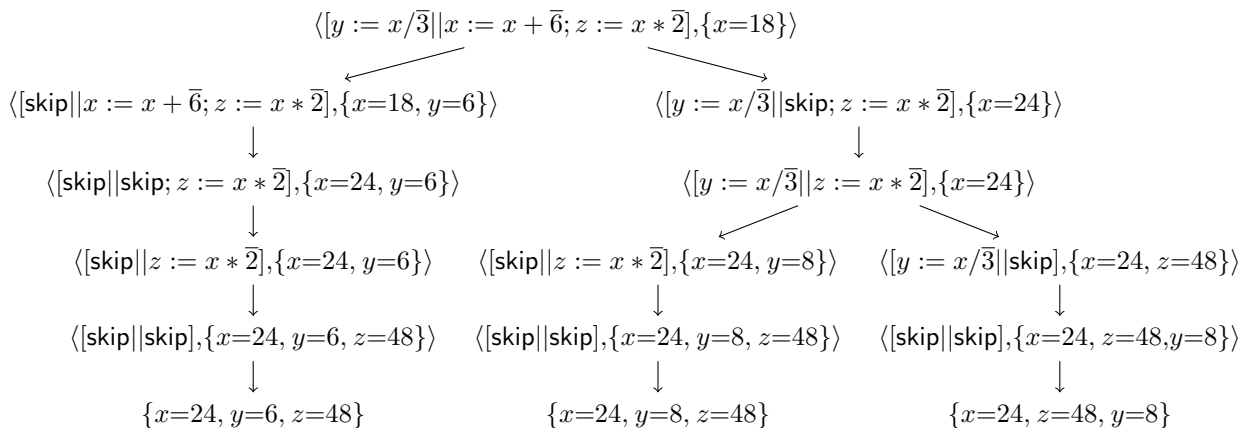 ⟨[y := x/3̅||x := x + 6̅; z := x ∗ 2̅],{x=18}⟩
⟨[skip||x := x + 6̅; z := x ∗ 2̅],{x=18, y=6}⟩ ⟨[y := x/3̅||skip; z := x ∗ 2̅],{x=24}⟩
⟨[skip||skip; z := x ∗ 2̅],{x=24, y=6}⟩ ⟨[y := x/3̅||z := x ∗ 2̅],{x=24}⟩
⟨[skip||z := x ∗ 2̅],{x=24, y=6}⟩ ⟨[skip||z := x ∗ 2̅],{x=24, y=8}⟩ ⟨[y := x/3̅||skip],{x=24, z=48}⟩
⟨[skip||skip],{x=24, y=6, z=48}⟩ ⟨[skip||skip],{x=24, y=8, z=48}⟩ ⟨[skip||skip],{x=24, z=48,y=8}⟩
{x=24, y=6, z=48} {x=24, y=8, z=48} {x=24, z=48, y=8}